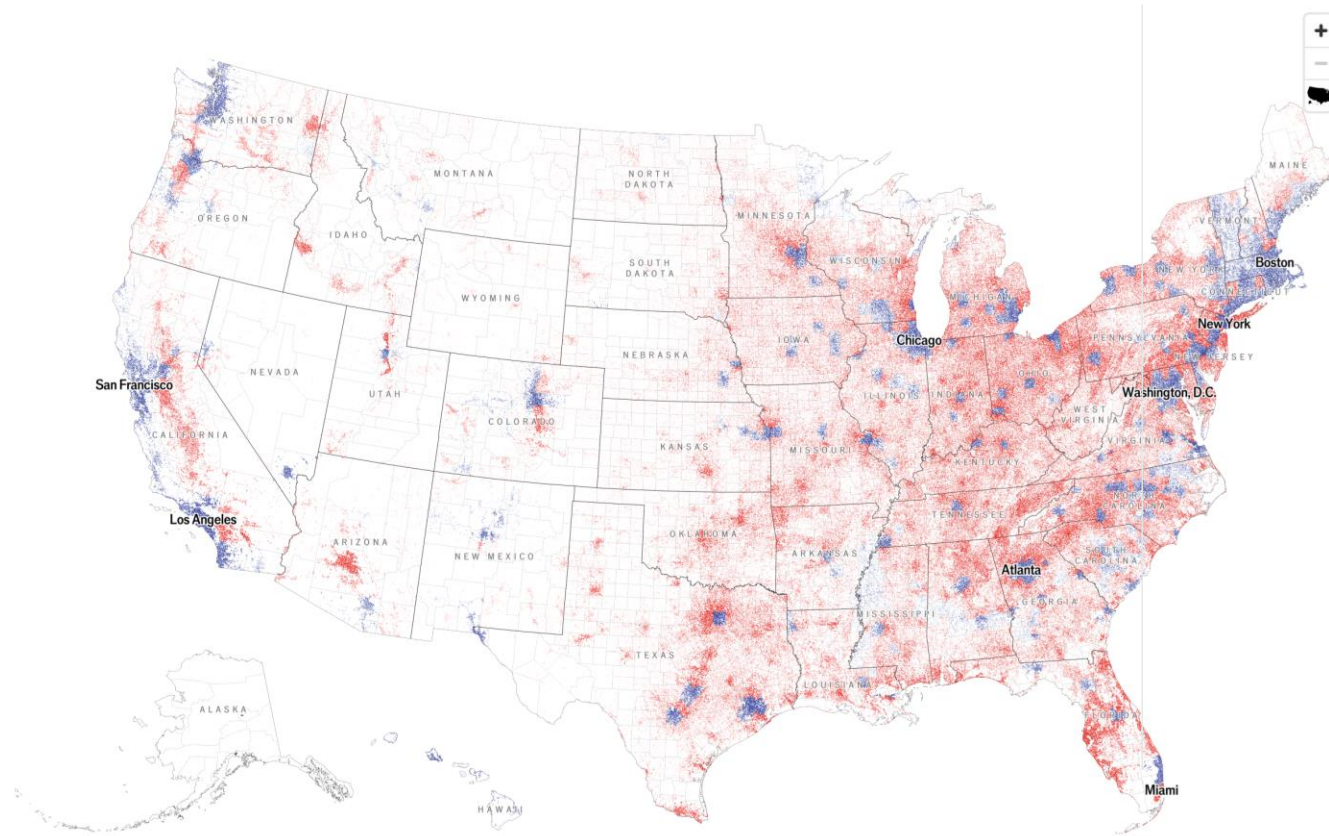 +
−
WASHINGTON
MAINE
MONTANA
NORTH
DAKOTA
MINNESOTA
VERMONT
OREGON
IDAHO
Boston
WISCONSIN
NEW YORK
SOUTH
DAKOTA
CONNECTICUT
WYOMING
MICHIGAN
New York
PENNSYLVANIA
Chicago
IOWA
NEBRASKA
NEW JERSEY
NEVADA
OHIO
San Francisco
UTAH
Washington, D.C.
ILLINOIS
INDIANA
COLORADO
WEST
VIRGINIA
CALIFORNIA
VIRGINIA
KANSAS
MISSOURI
KENTUCKY
NORTH
CAROLINA
Los Angeles
TENNESSEE
OKLAHOMA
ARIZONA
NEW MEXICO
ARKANSAS
SOUTH
CAROLINA
Atlanta
GEORGIA
MISSISSIPPI
TEXAS
LOUISIANA
ALASKA
FLORIDA
Miami
HAWAII